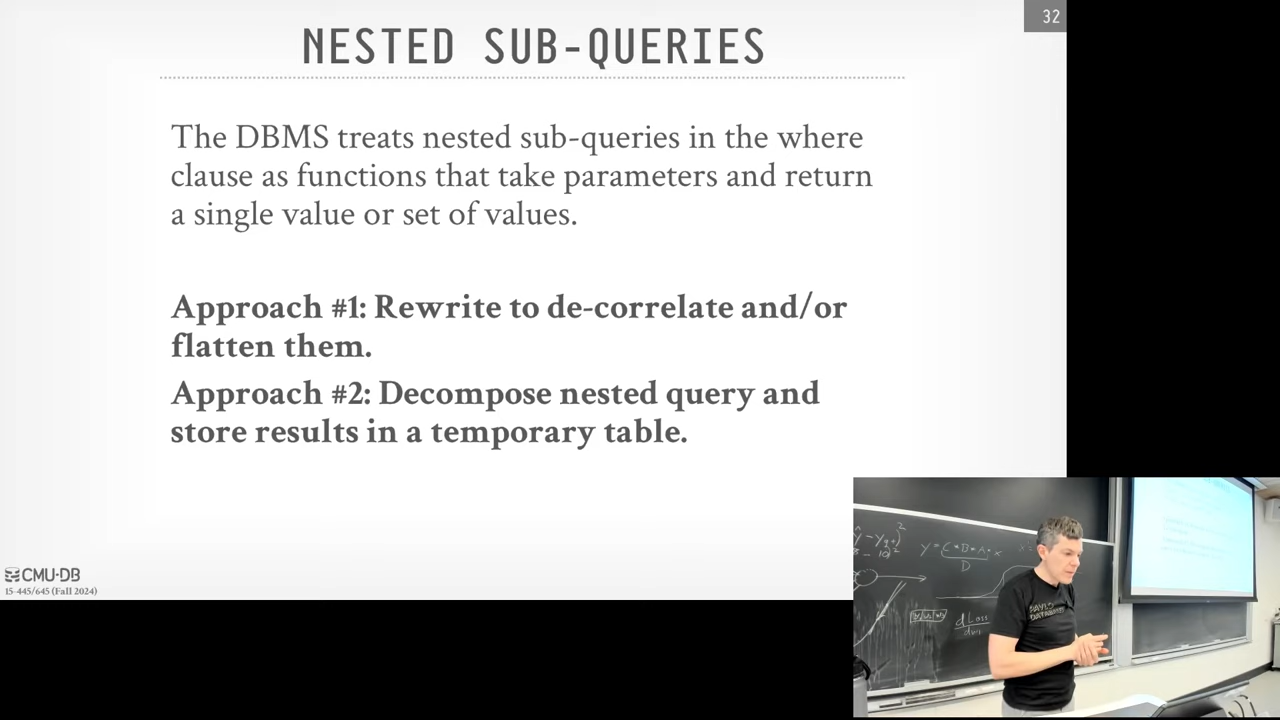 32
NESTED SUB-QUERIES
The DBMS treats nested sub-queries in the where
clause as functions that take parameters and return
a single value or set of values.
Approach #1: Rewrite to de-correlate and/or
flatten them.
Approach #2: Decompose nested query and
store results in a temporary table.
CMU-DB
15-445/645 (Fall 2024)